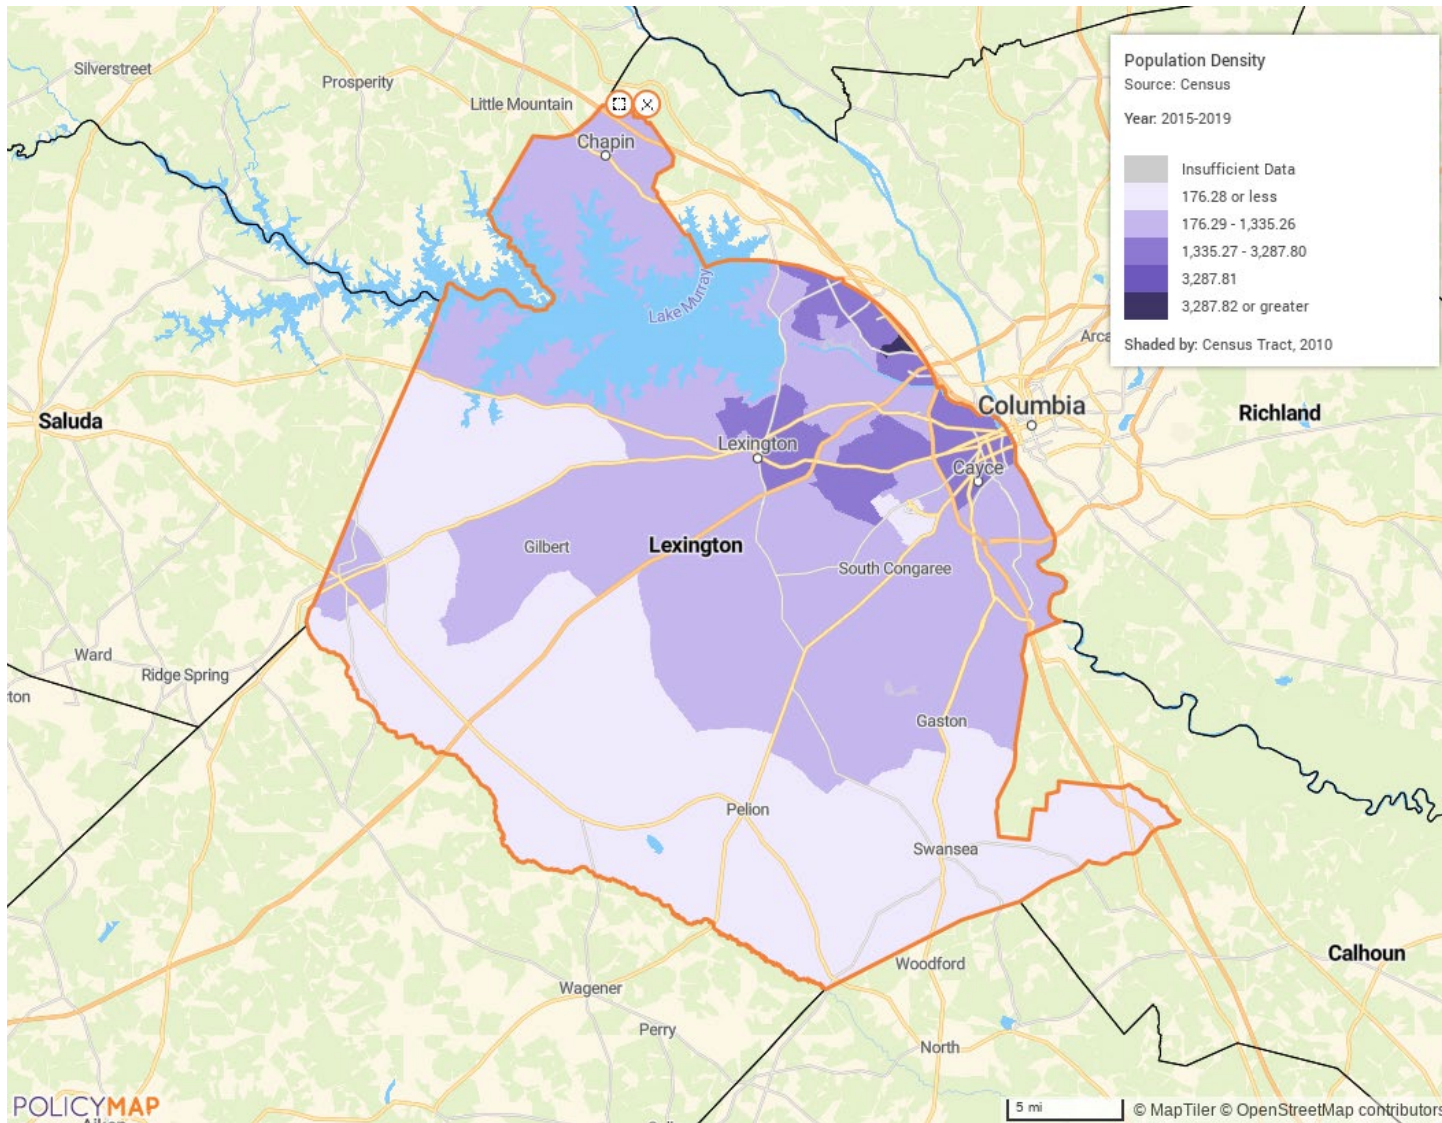 Silverstreet
Prosperity
Little Mountain
Chapin
Population Density
Source: Census
Year: 2015-2019
Insufficient Data
176.28 or less
176.29 - 1,335.26
1,335.27 - 3,287.80
3,287.81
3,287.82 or greater
Shaded by: Census Tract, 2010
Lake Murray
Arca
Saluda
Columbia
Richland
Lexington
Cayce
Gilbert
Lexington
South Congaree
Ward
Ridge Spring
ton
Gaston
Pelion
Swansea
Woodford
Calhoun
Wagener
Perry
North
POLICYMAP
5 mi
© MapTiler © OpenStreetMap contributors